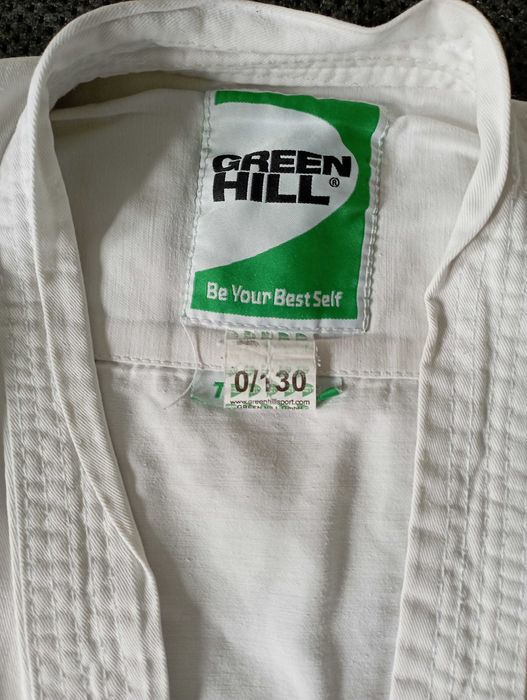 GREEN
HILL®
Be Your Best Self
0/130
www.greenhillsport.com